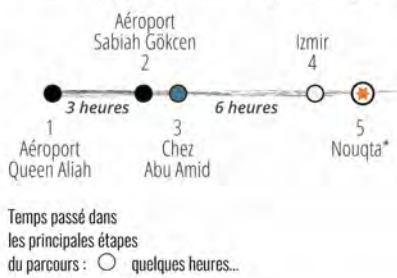 Aéroport
Sabiah Gökcen
2
Izmir
4
3 heures
6 heures
1
Aéroport
Queen Aliah
3
Chez
Abu Amid
5
Nouqta*
Temps passé dans
les principales étapes
du parcours : quelques heures...